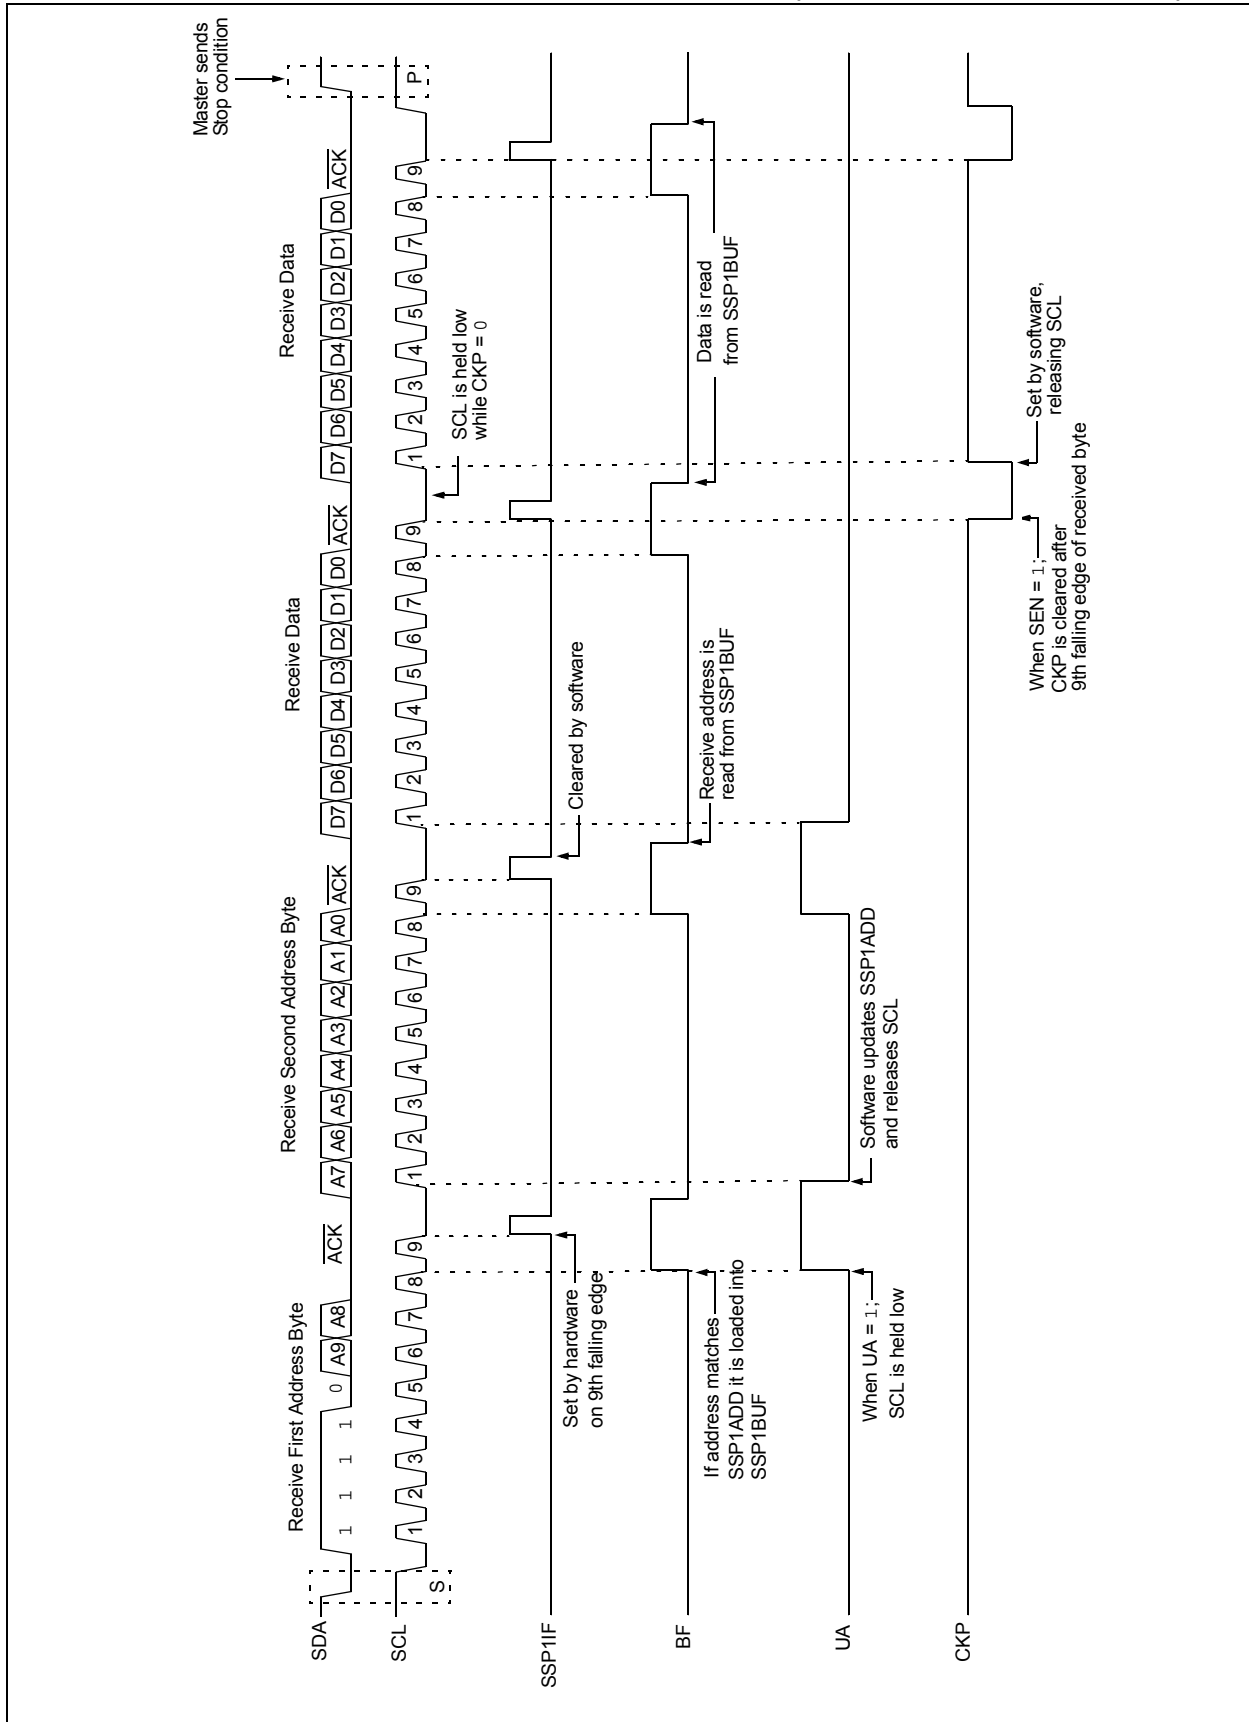 Master sends
Stop condition
Receive First Address Byte
Receive Second Address Byte
Receive Data
Receive Data
SDA
1 1 1 1 0 A9 A8 ACK A7 A6 A5 A4 A3 A2 A1 A0 ACK D7 D6 D5 D4 D3 D2 D1 D0 ACK D7 D6 D5 D4 D3 D2 D1 D0 ACK
SCL
S 1 2 3 4 5 6 7 8 9 1 2 3 4 5 6 7 8 9 1 2 3 4 5 6 7 8 9 1 2 3 4 5 6 7 8 9 P
SCL is held low
while CKP = 0
SSP1IF
Set by hardware
on 9th falling edge
Cleared by software
BF
If address matches
SSP1ADD it is loaded into
SSP1BUF
Receive address is
read from SSP1BUF
Data is read
from SSP1BUF
UA
When UA = 1;
SCL is held low
Software updates SSP1ADD
and releases SCL
CKP
When SEN = 1;
CKP is cleared after
9th falling edge of received byte
Set by software,
releasing SCL